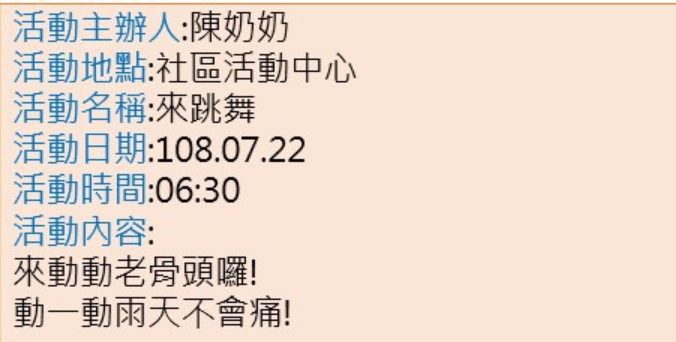 活動主辦人:陳奶奶
活動地點:社區活動中心
活動名稱:來跳舞
活動日期:108.07.22
活動時間:06:30
活動內容:
來動動老骨頭囉!
動一動雨天不會痛!